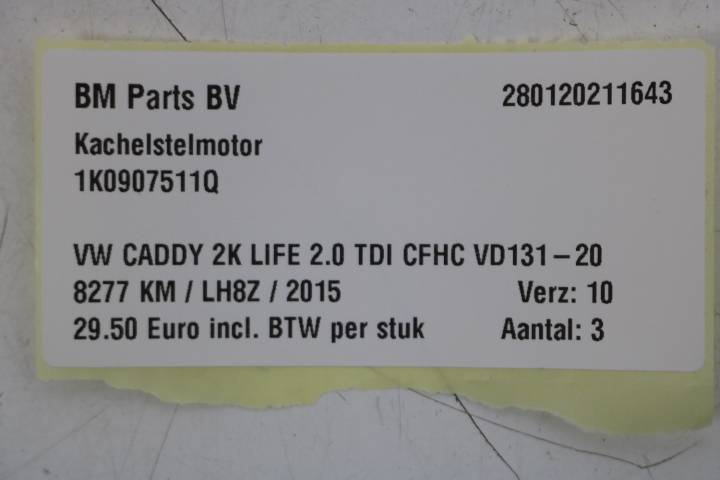 BM Parts BV 280120211643
Kachelstelmotor
1K0907511Q
VW CADDY 2K LIFE 2.0 TDI CFHC VD131-20
8277 KM / LH8Z / 2015 Verz: 10
29.50 Euro incl. BTW per stuk Aantal: 3